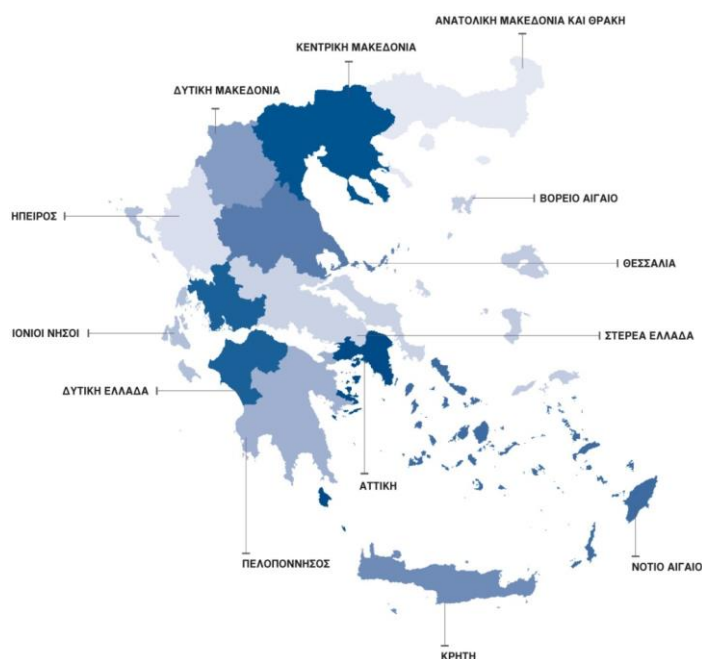 ΑΝΑΤΟΛΙΚΗ ΜΑΚΕΔΟΝΙΑ ΚΑΙ ΘΡΑΚΗ
ΚΕΝΤΡΙΚΗ ΜΑΚΕΔΟΝΙΑ
ΔΥΤΙΚΗ ΜΑΚΕΔΟΝΙΑ
ΒΟΡΕΙΟ ΑΙΓΑΙΟ
ΗΠΕΙΡΟΣ
ΘΕΣΣΑΛΙΑ
ΙΟΝΙΟΙ ΝΗΣΟΙ
ΣΤΕΡΕΑ ΕΛΛΑΔΑ
ΔΥΤΙΚΗ ΕΛΛΑΔΑ
ΑΤΤΙΚΗ
ΠΕΛΟΠΟΝΝΗΣΟΣ
ΝΟΤΙΟ ΑΙΓΑΙΟ
ΚΡΗΤΗ